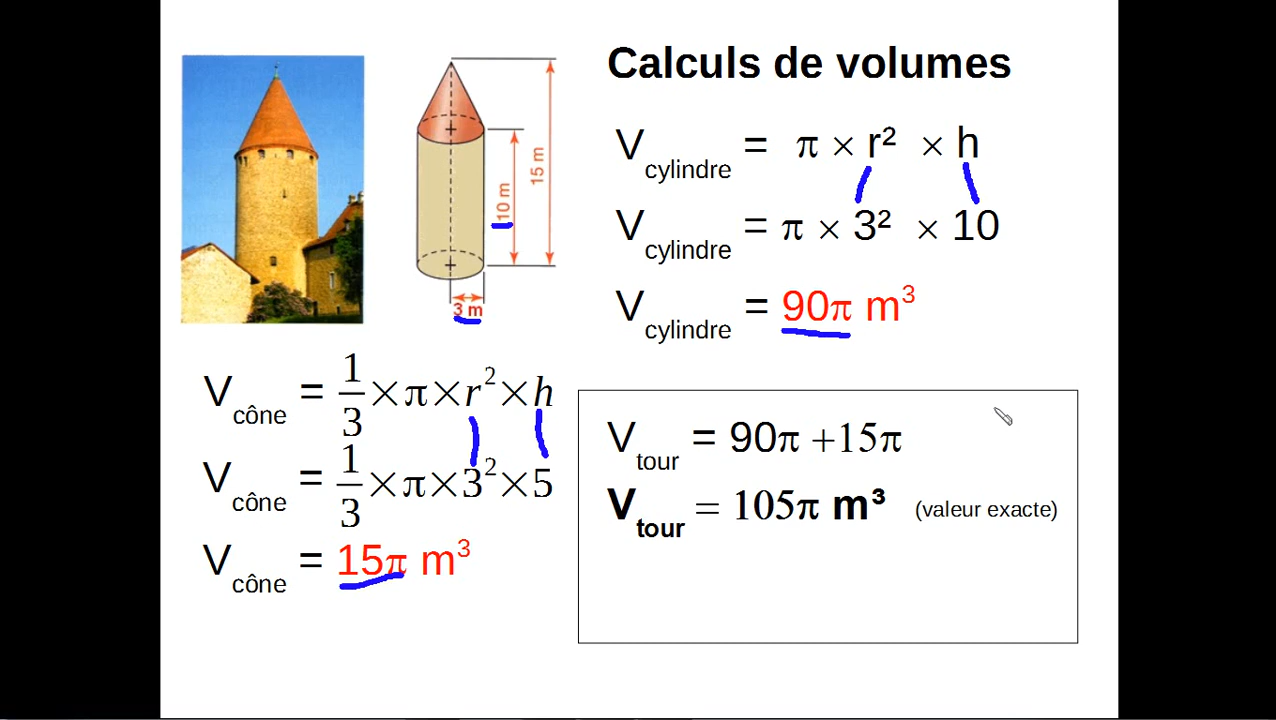 Calculs de volumes
15 m
10 m
3 m
V cylindre = π × r² × h
V cylindre = π × 3² × 10
V cylindre = 90π m³
V cône = 1/3 × π × r² × h
V cône = 1/3 × π × 3² × 5
V cône = 15π m³
V tour = 90π + 15π
V tour = 105π m³ (valeur exacte)